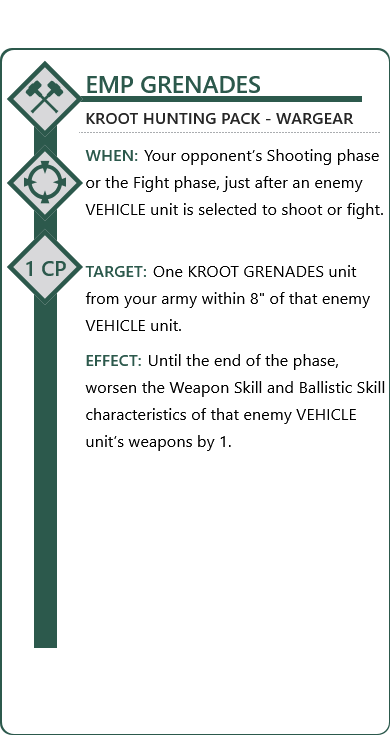 EMP GRENADES
KROOT HUNTING PACK - WARGEAR
WHEN: Your opponent's Shooting phase
or the Fight phase, just after an enemy
VEHICLE unit is selected to shoot or fight.
1 CP
TARGET: One KROOT GRENADES unit
from your army within 8" of that enemy
VEHICLE unit.
EFFECT: Until the end of the phase,
worsen the Weapon Skill and Ballistic Skill
characteristics of that enemy VEHICLE
unit's weapons by 1.